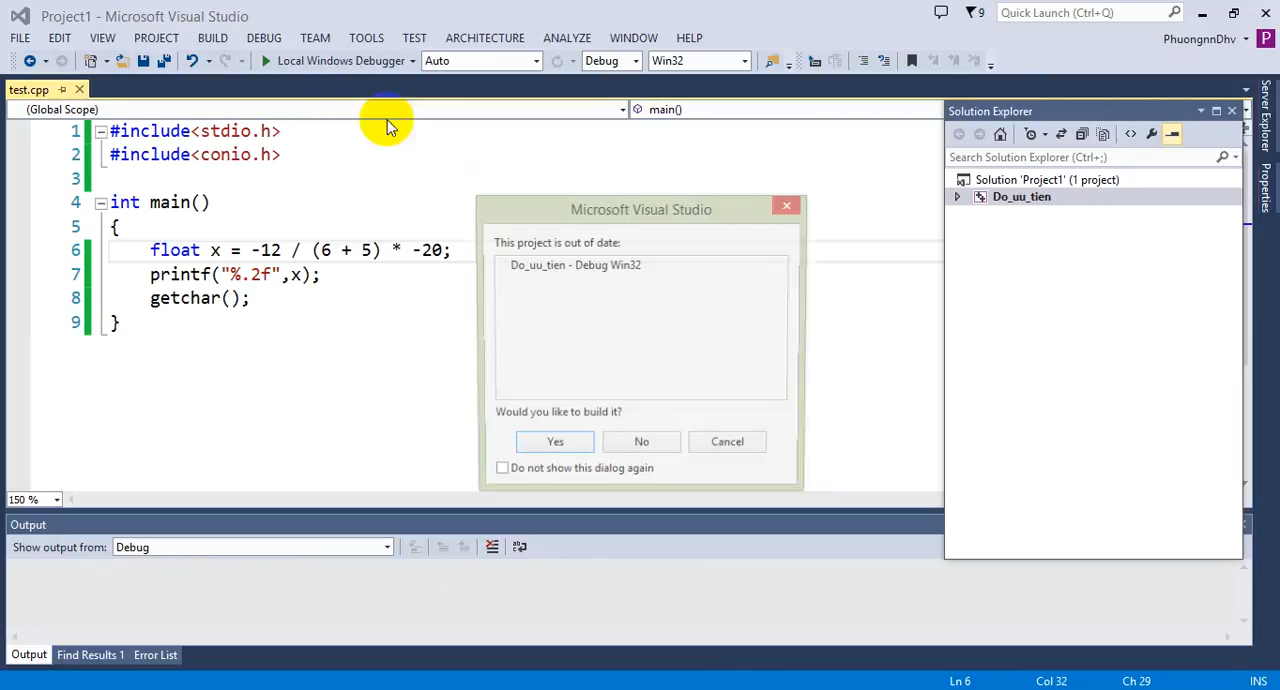 Project1 - Microsoft Visual Studio
9
Quick Launch (Ctrl+Q)
FILE EDIT VIEW PROJECT BUILD DEBUG TEAM TOOLS TEST ARCHITECTURE ANALYZE WINDOW HELP
PhuongnnDhv P
Local Windows Debugger Auto Debug Win32
test.cpp
(Global Scope) main()
1 #include<stdio.h>
2 #include<conio.h>
3
4 int main()
5 {
6 float x = -12 / (6 + 5) * -20;
7 printf("%.2f",x);
8 getchar();
9 }
150 %
Microsoft Visual Studio
This project is out of date:
Do_uu_tien - Debug Win32
Would you like to build it?
Yes No Cancel
Do not show this dialog again
Solution Explorer
Search Solution Explorer (Ctrl+;)
Solution 'Project1' (1 project)
Do_uu_tien
Server Explorer
Properties
Output
Show output from: Debug
Output Find Results 1 Error List
Ln 6 Col 32 Ch 29 INS